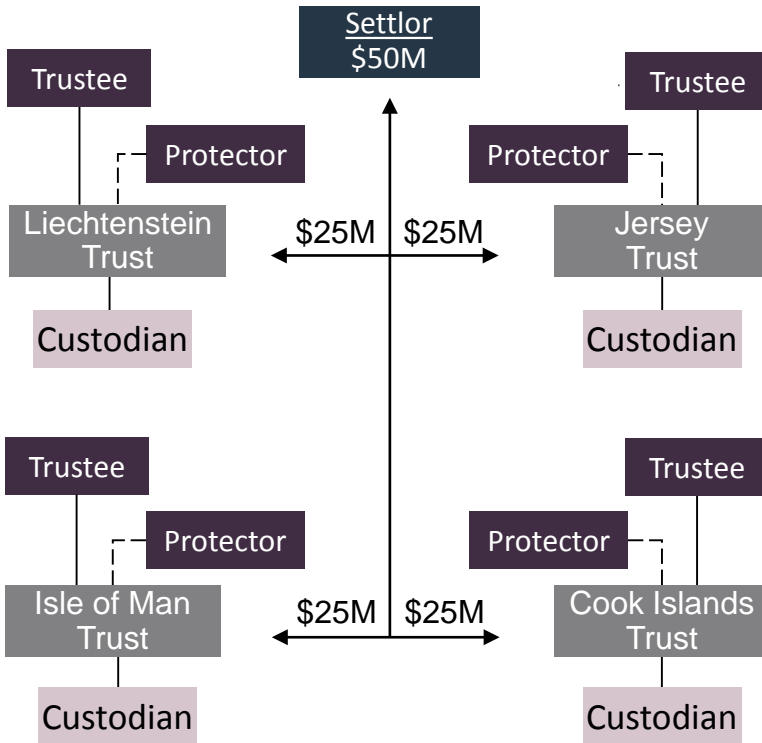 Settlor
$50M
Trustee
Trustee
Protector
Protector
Liechtenstein
Trust
$25M
$25M
Jersey
Trust
Custodian
Custodian
Trustee
Trustee
Protector
Protector
Isle of Man
Trust
$25M
$25M
Cook Islands
Trust
Custodian
Custodian